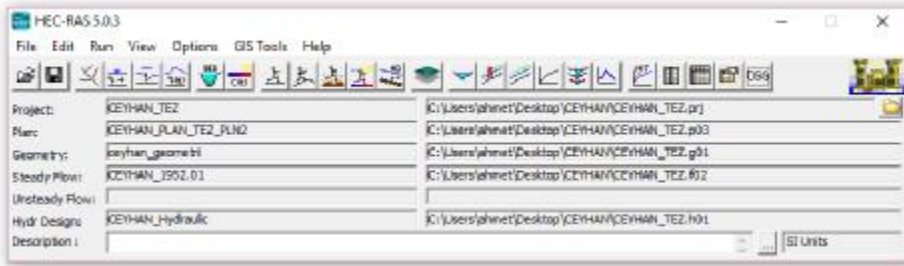 HEC-RAS 5.0.3
File Edit Run View Options GIS Tools Help
DSS
Project: CEYHAN_TEZ C:\Users\ahmet\Desktop\CEYHAN\CEYHAN_TEZ.prj
Plan: CEYHAN_PLAN_TEZ_PLN2 C:\Users\ahmet\Desktop\CEYHAN\CEYHAN_TEZ.p03
Geometry: ceyhan_geometri C:\Users\ahmet\Desktop\CEYHAN\CEYHAN_TEZ.g01
Steady Flow: CEYHAN_1952.01 C:\Users\ahmet\Desktop\CEYHAN\CEYHAN_TEZ.f02
Unsteady Flow:
Hydr Design: CEYHAN_Hydraulic C:\Users\ahmet\Desktop\CEYHAN\CEYHAN_TEZ.h01
Description : ... SI Units